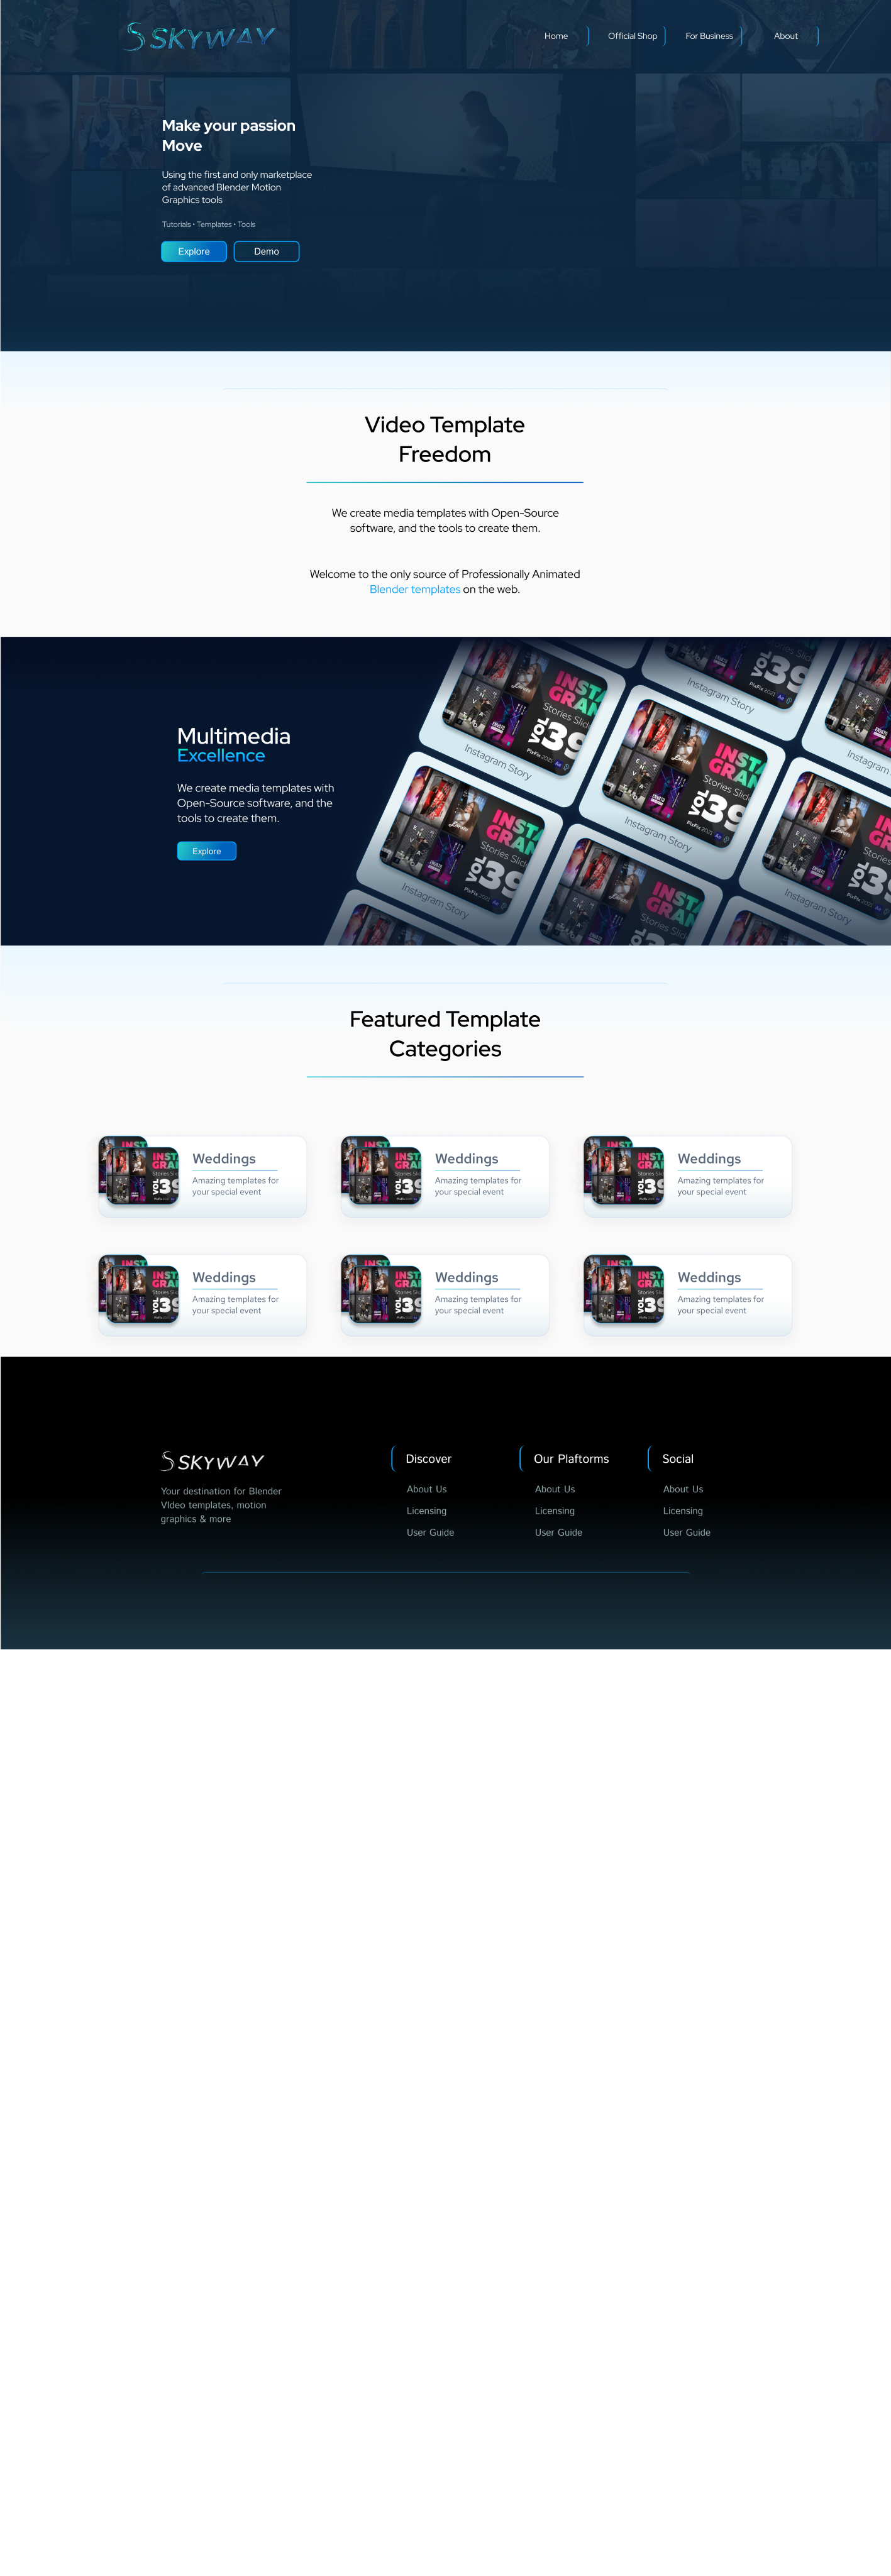 SKYWAY
Home
Official Shop
For Business
About
Make your passion
Move
Using the first and only marketplace
of advanced Blender Motion
Graphics tools
Tutorials • Templates • Tools
Explore
Demo
Video Template
Freedom
We create media templates with Open-Source
software, and the tools to create them.
Welcome to the only source of Professionally Animated
Blender templates on the web.
Multimedia
Excellence
We create media templates with
Open-Source software, and the
tools to create them.
Explore
Instagram Story
Instagram Story
Instagram Story
Instagram Story
Instagram Story
Featured Template
Categories
Weddings
Amazing templates for
your special event
Weddings
Amazing templates for
your special event
Weddings
Amazing templates for
your special event
Weddings
Amazing templates for
your special event
Weddings
Amazing templates for
your special event
Weddings
Amazing templates for
your special event
SKYWAY
Your destination for Blender
VIdeo templates, motion
graphics & more
Discover
About Us
Licensing
User Guide
Our Plaftorms
About Us
Licensing
User Guide
Social
About Us
Licensing
User Guide